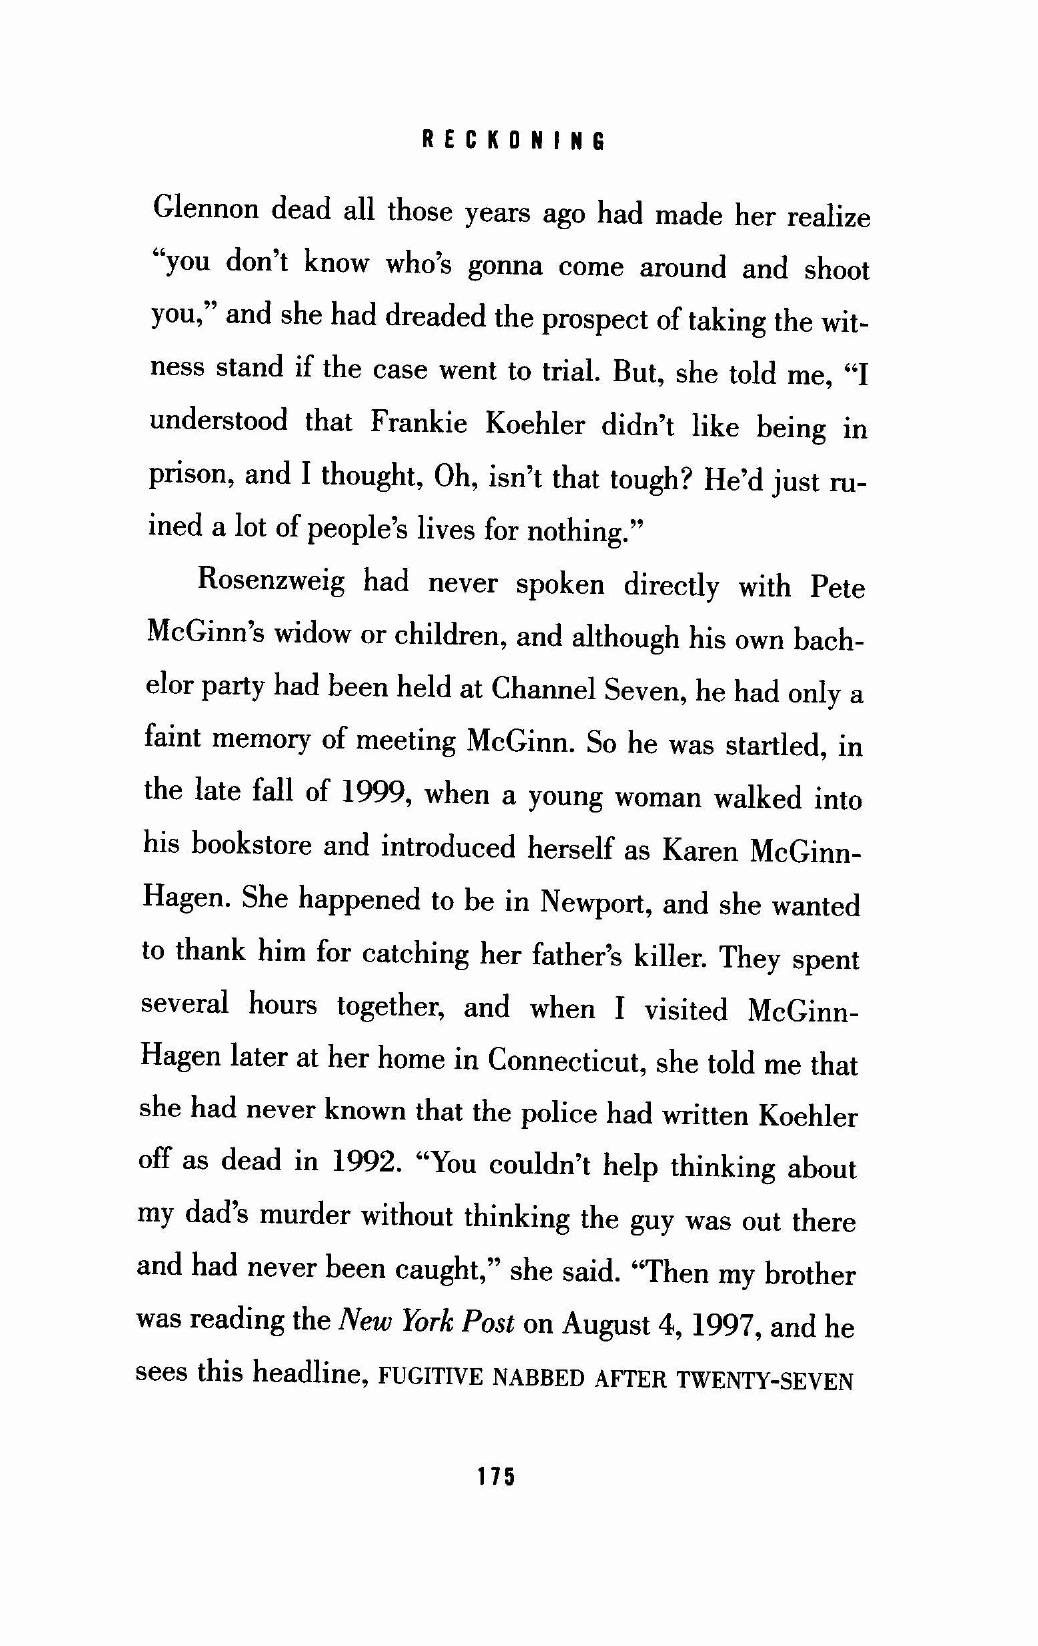 RECKONING
Glennon dead all those years ago had made her realize
“you don’t know who’s gonna come around and shoot
you,” and she had dreaded the prospect of taking the wit-
ness stand if the case went to trial. But, she told me, “I
understood that Frankie Koehler didn’t like being in
prison, and I thought, Oh, isn’t that tough? He’d just ru-
ined a lot of people’s lives for nothing.”
Rosenzweig had never spoken directly with Pete
McGinn’s widow or children, and although his own bach-
elor party had been held at Channel Seven, he had only a
faint memory of meeting McGinn. So he was startled, in
the late fall of 1999, when a young woman walked into
his bookstore and introduced herself as Karen McGinn-
Hagen. She happened to be in Newport, and she wanted
to thank him for catching her father’s killer. They spent
several hours together, and when I visited McGinn-
Hagen later at her home in Connecticut, she told me that
she had never known that the police had written Koehler
off as dead in 1992. “You couldn’t help thinking about
my dad’s murder without thinking the guy was out there
and had never been caught,” she said. “Then my brother
was reading the New York Post on August 4, 1997, and he
sees this headline, FUGITIVE NABBED AFTER TWENTY-SEVEN
175